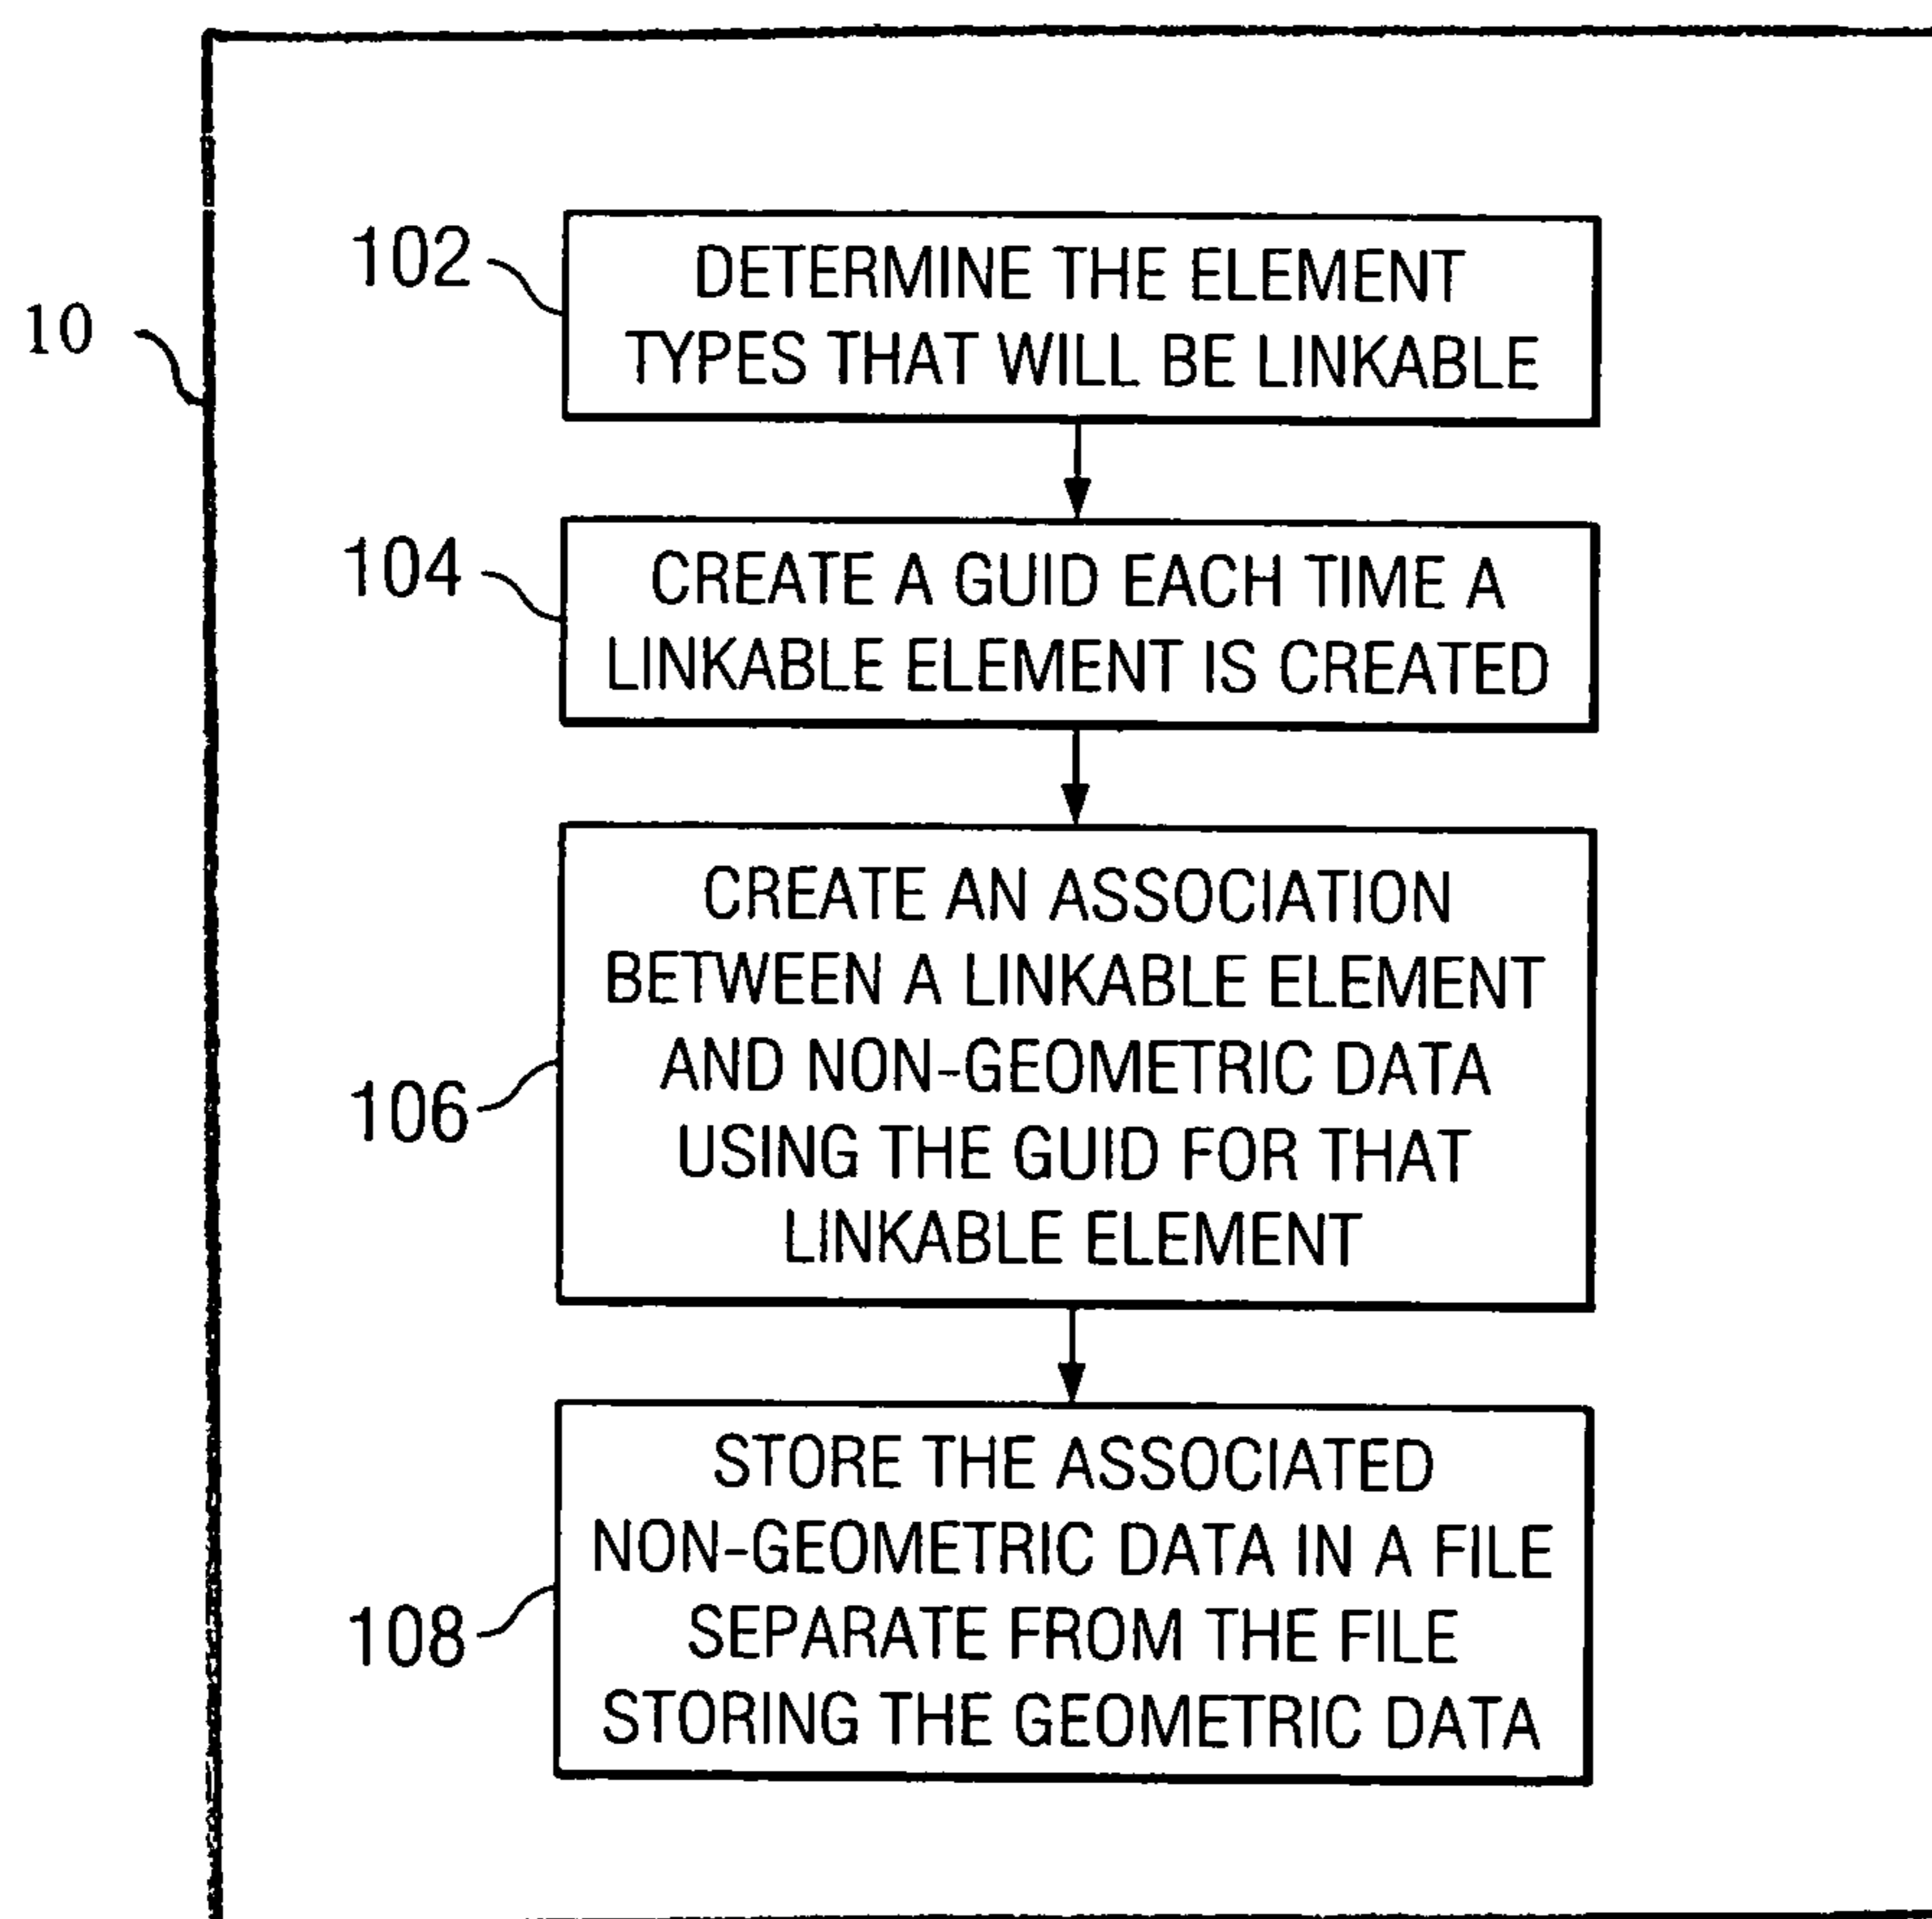 102
DETERMINE THE ELEMENT
TYPES THAT WILL BE LINKABLE
10
104
CREATE A GUID EACH TIME A
LINKABLE ELEMENT IS CREATED
106
CREATE AN ASSOCIATION
BETWEEN A LINKABLE ELEMENT
AND NON-GEOMETRIC DATA
USING THE GUID FOR THAT
LINKABLE ELEMENT
108
STORE THE ASSOCIATED
NON-GEOMETRIC DATA IN A FILE
SEPARATE FROM THE FILE
STORING THE GEOMETRIC DATA